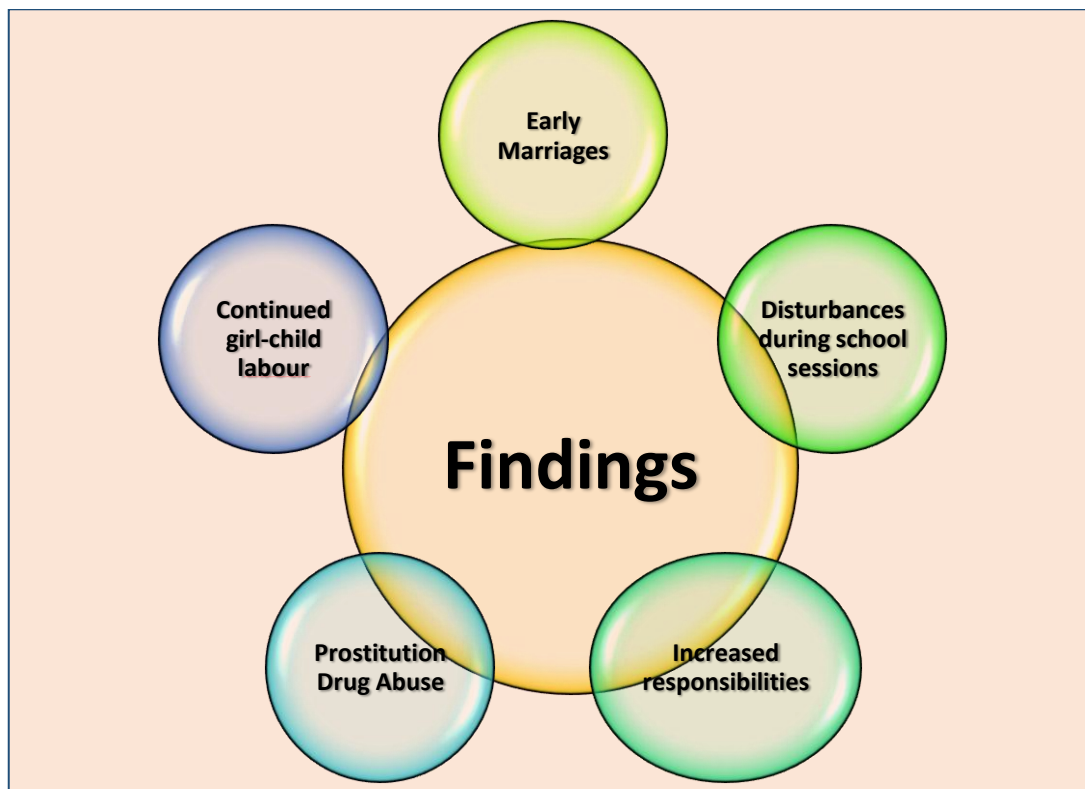 Early
Marriages
Continued
girl-child
labour
Disturbances
during school
sessions
Findings
Prostitution
Drug Abuse
Increased
responsibilities